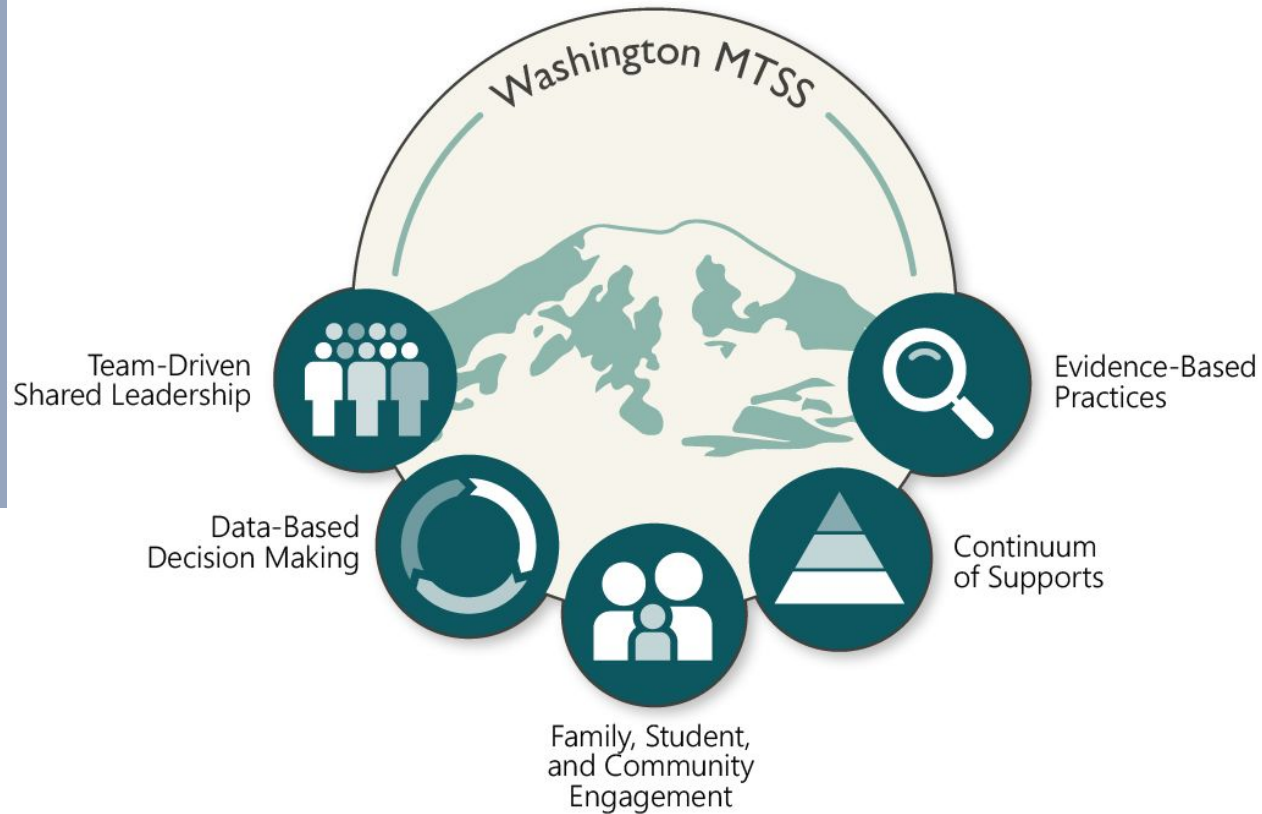 Washington MTSS
Team-Driven
Shared Leadership
Evidence-Based
Practices
Data-Based
Decision Making
Continuum
of Supports
Family, Student,
and Community
Engagement